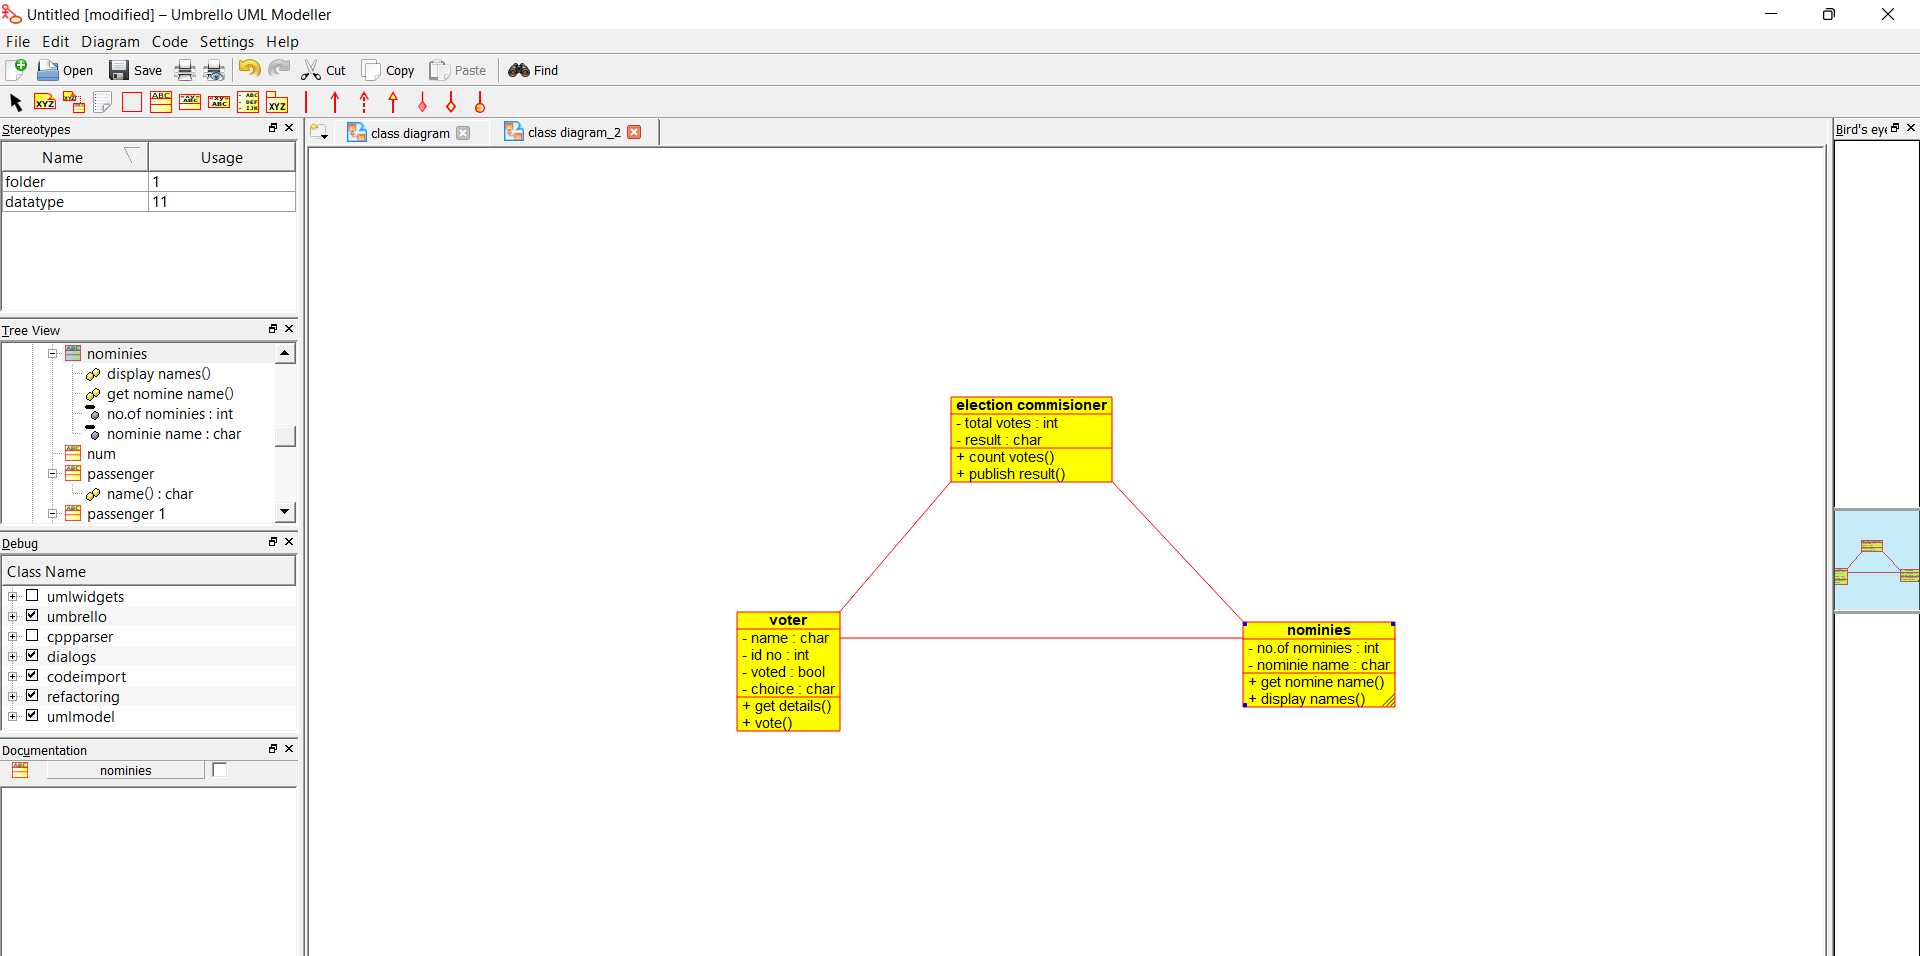 Untitled [modified] – Umbrello UML Modeller
File Edit Diagram Code Settings Help
Open Save Cut Copy Paste Find
Stereotypes
Name Usage
folder 1
datatype 11
Tree View
nominies
display names()
get nomine name()
no.of nominies : int
nominie name : char
num
passenger
name() : char
passenger 1
Debug
Class Name
umlwidgets
umbrello
cppparser
dialogs
codeimport
refactoring
umlmodel
Documentation
nominies
class diagram class diagram_2
election commisioner
- total votes : int
- result : char
+ count votes()
+ publish result()
voter
- name : char
- id no : int
- voted : bool
- choice : char
+ get details()
+ vote()
nominies
- no.of nominies : int
- nominie name : char
+ get nomine name()
+ display names()
Bird's eye